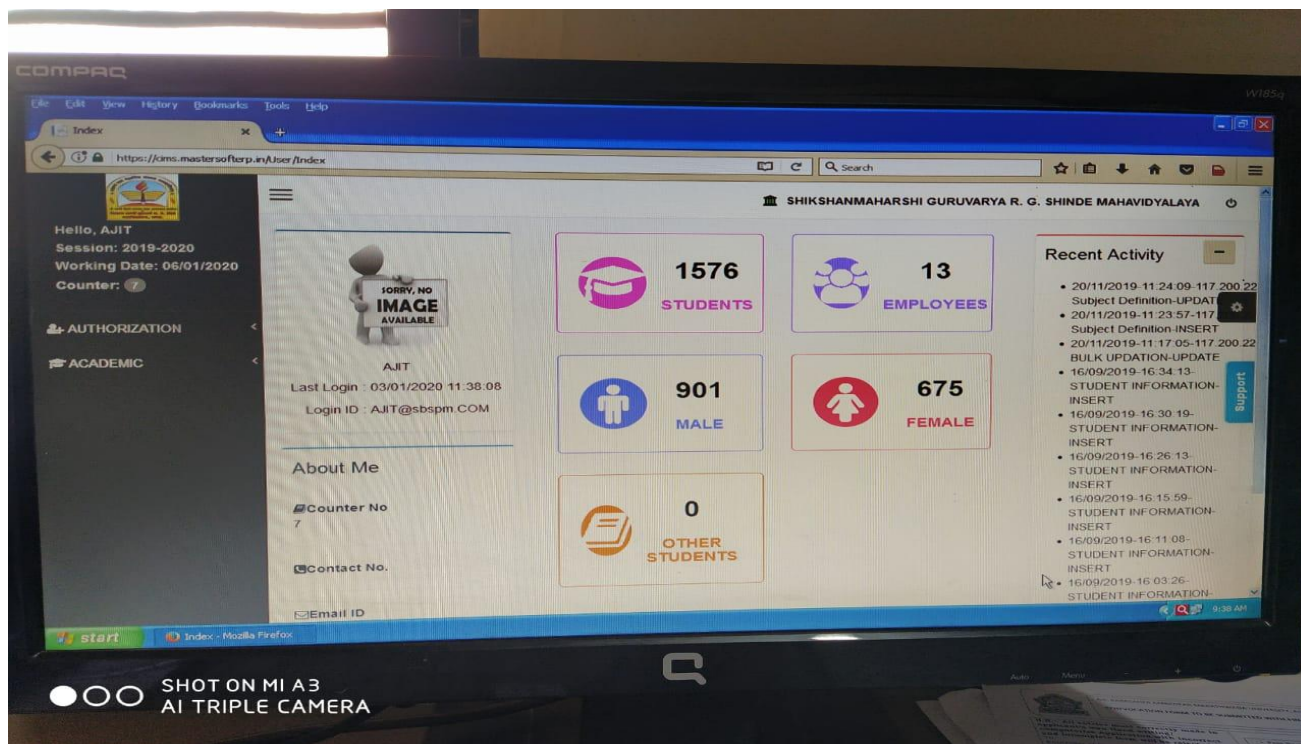 COMPAQ
W185q
File Edit View History Bookmarks Tools Help
Index
https://cims.mastersofterp.in/User/Index
Search
Hello, AJIT
Session: 2019-2020
Working Date: 06/01/2020
Counter: 7
AUTHORIZATION
ACADEMIC
SHIKSHANMAHARSHI GURUVARYA R. G. SHINDE MAHAVIDYALAYA
SORRY, NO
IMAGE
AVAILABLE
AJIT
Last Login : 03/01/2020 11:38:08
Login ID : AJIT@sbspm.COM
About Me
Counter No
7
Contact No.
Email ID
1576
STUDENTS
13
EMPLOYEES
901
MALE
675
FEMALE
0
OTHER
STUDENTS
Recent Activity
20/11/2019-11:24:09-117.200.22
Subject Definition-UPDAT
20/11/2019-11:23:57-117.
Subject Definition-INSERT
20/11/2019-11:17:05-117.200.22
BULK UPDATION-UPDATE
16/09/2019-16:34:13-
STUDENT INFORMATION-
INSERT
16/09/2019-16:30:19-
STUDENT INFORMATION-
INSERT
16/09/2019-16:26:13-
STUDENT INFORMATION-
INSERT
16/09/2019-16:15:59-
STUDENT INFORMATION-
INSERT
16/09/2019-16:11:08-
STUDENT INFORMATION-
INSERT
16/09/2019-16:03:26-
STUDENT INFORMATION-
Support
start
Index - Mozilla Firefox
9:38 AM
Auto Menu
SHOT ON MI A3
AI TRIPLE CAMERA